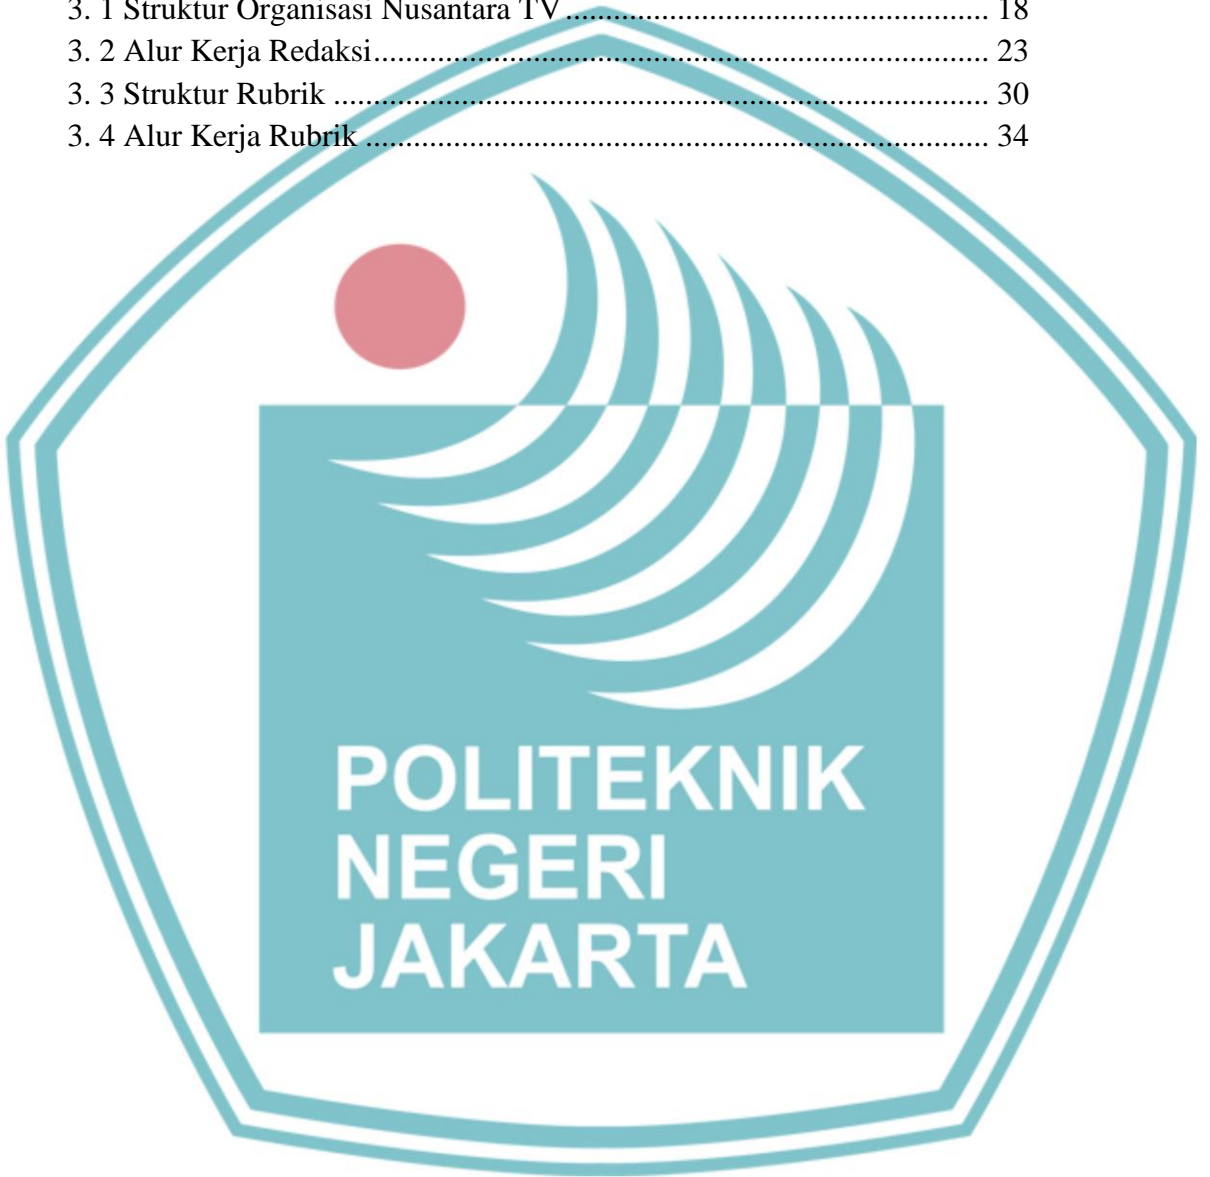 3. 1 Struktur Organisasi Nusantara TV..................................................... 18
3. 2 Alur Kerja Redaksi............................................................................. 23
3. 3 Struktur Rubrik .................................................................................. 30
3. 4 Alur Kerja Rubrik .............................................................................. 34
POLITEKNIK
NEGERI
JAKARTA